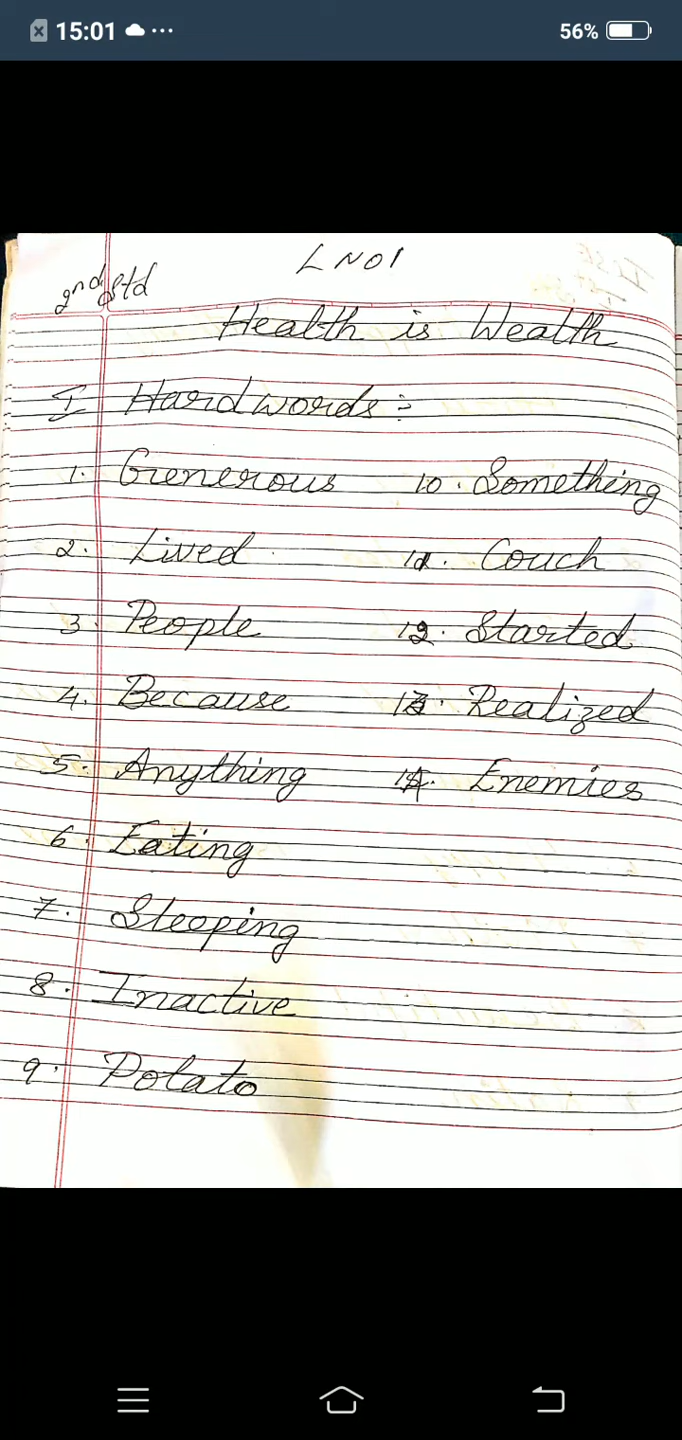 15:01
56%
LNO1
2nd Std
Health is Wealth
I Hard words :-
1. Generous
10. Something
2. Lived
11. Couch
3. People
12. Started
4. Because
13. Realized
5. Anything
14. Enemies
6. Eating
7. Sleeping
8. Inactive
9. Potato